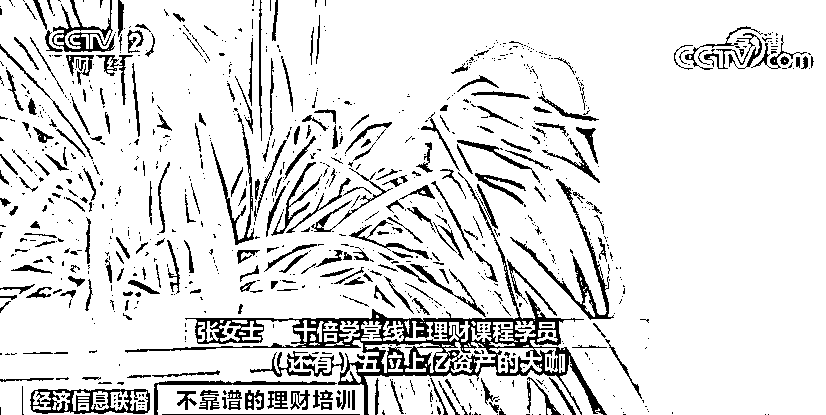 CCTV 2
财经
CCTV.com
张女士 十倍学堂线上理财课程学员
（还有）五位上亿资产的大咖
经济信息联播 不靠谱的理财培训